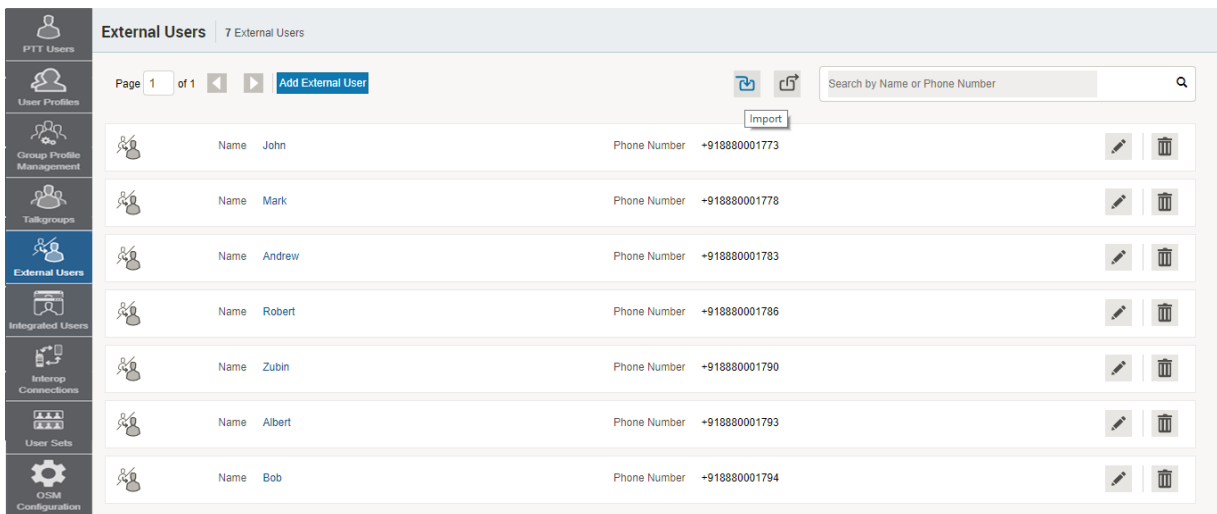 PTT Users
User Profiles
Group Profile
Management
Talkgroups
External Users
Integrated Users
Interop
Connections
User Sets
OSM
Configuration
External Users 7 External Users
Page 1 of 1 Add External User Search by Name or Phone Number
Import
Name John Phone Number +918880001773
Name Mark Phone Number +918880001778
Name Andrew Phone Number +918880001783
Name Robert Phone Number +918880001786
Name Zubin Phone Number +918880001790
Name Albert Phone Number +918880001793
Name Bob Phone Number +918880001794